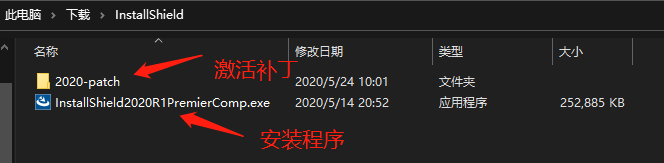 此电脑 > 下载 > InstallShield
名称 修改日期 类型 大小
2020-patch 激活补丁 2020/5/24 10:01 文件夹
InstallShield2020R1PremierComp.exe 2020/5/14 20:52 应用程序 252,885 KB
安装程序